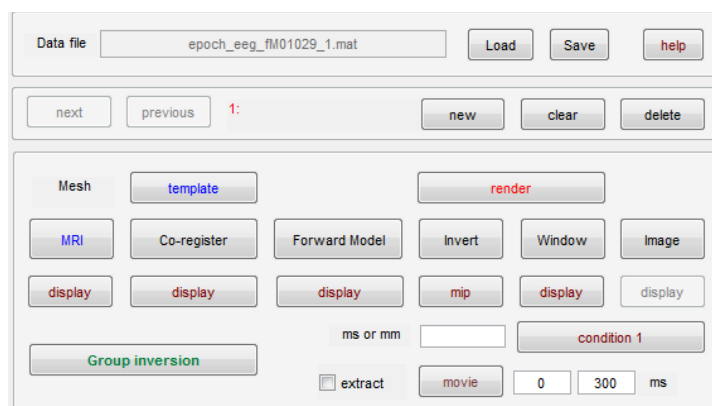 Data file epoch_eeg_fM01029_1.mat Load Save help
next previous 1: new clear delete
Mesh template render
MRI Co-register Forward Model Invert Window Image
display display display mip display display
ms or mm condition 1
Group inversion
extract movie 0 300 ms